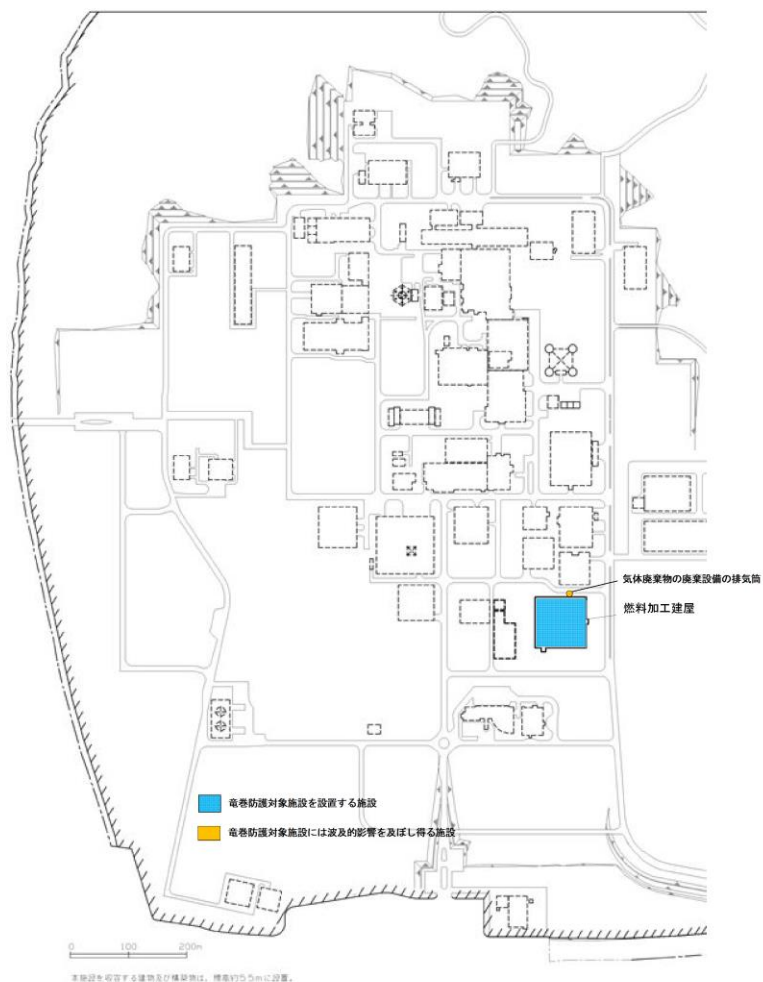 気体廃棄物の廃棄設備の排気筒
燃料加工建屋
竜巻防護対象施設を設置する施設
竜巻防護対象施設には波及的影響を及ぼし得る施設
0 100 200m
本施設を収容する建物及び構築物は、標高約55mに設置。